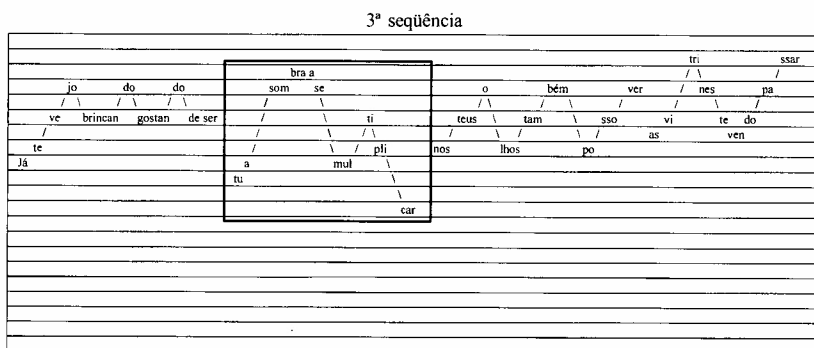 3ª seqüência
tri ssar
bra a
jo do do som se o bém ver nes pa
ve brincan gostan de ser ti teus tam sso vi te do
as ven
te pli nos lhos po
Já a mul
tu
car